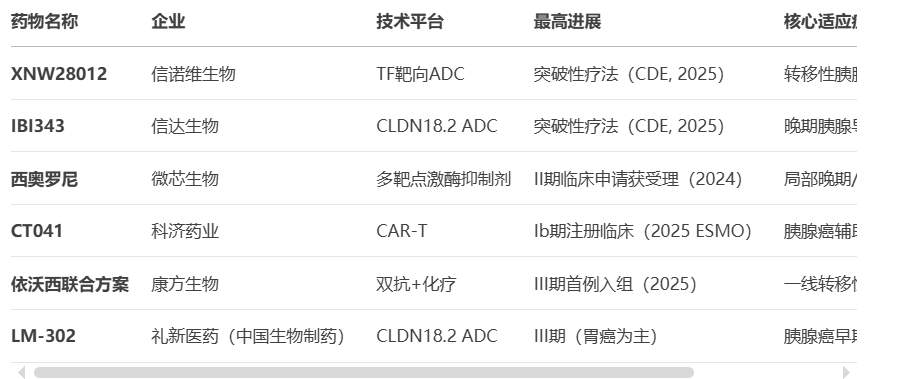 药物名称 企业 技术平台 最高进展 核心适应
XNW28012 信诺维生物 TF靶向ADC 突破性疗法（CDE, 2025） 转移性胰
IBI343 信达生物 CLDN18.2 ADC 突破性疗法（CDE, 2025） 晚期胰腺
西奥罗尼 微芯生物 多靶点激酶抑制剂 II期临床申请获受理（2024） 局部晚期/
CT041 科济药业 CAR-T Ib期注册临床（2025 ESMO） 胰腺癌辅
依沃西联合方案 康方生物 双抗+化疗 III期首例入组（2025） 一线转移
LM-302 礼新医药（中国生物制药） CLDN18.2 ADC III期（胃癌为主） 胰腺癌早